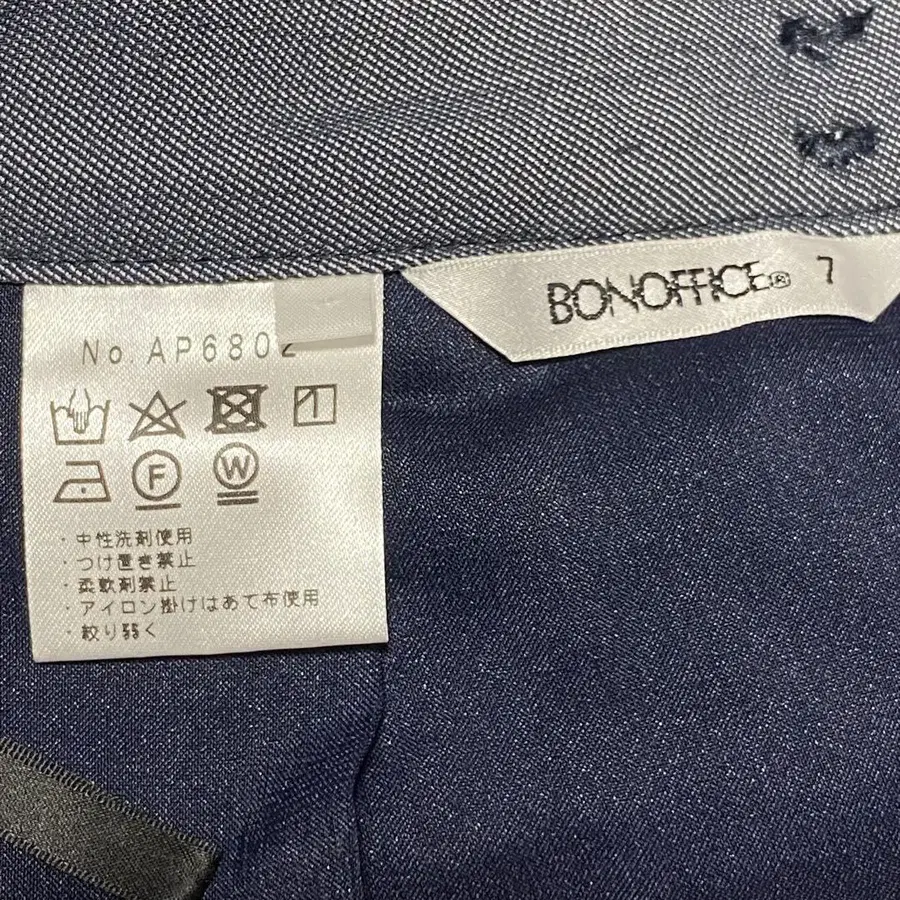 No. AP6802
F
W
・中性洗剤使用
・つけ置き禁止
・柔軟剤禁止
・アイロン掛けはあて布使用
・絞り弱く
BONOFFICE® 7